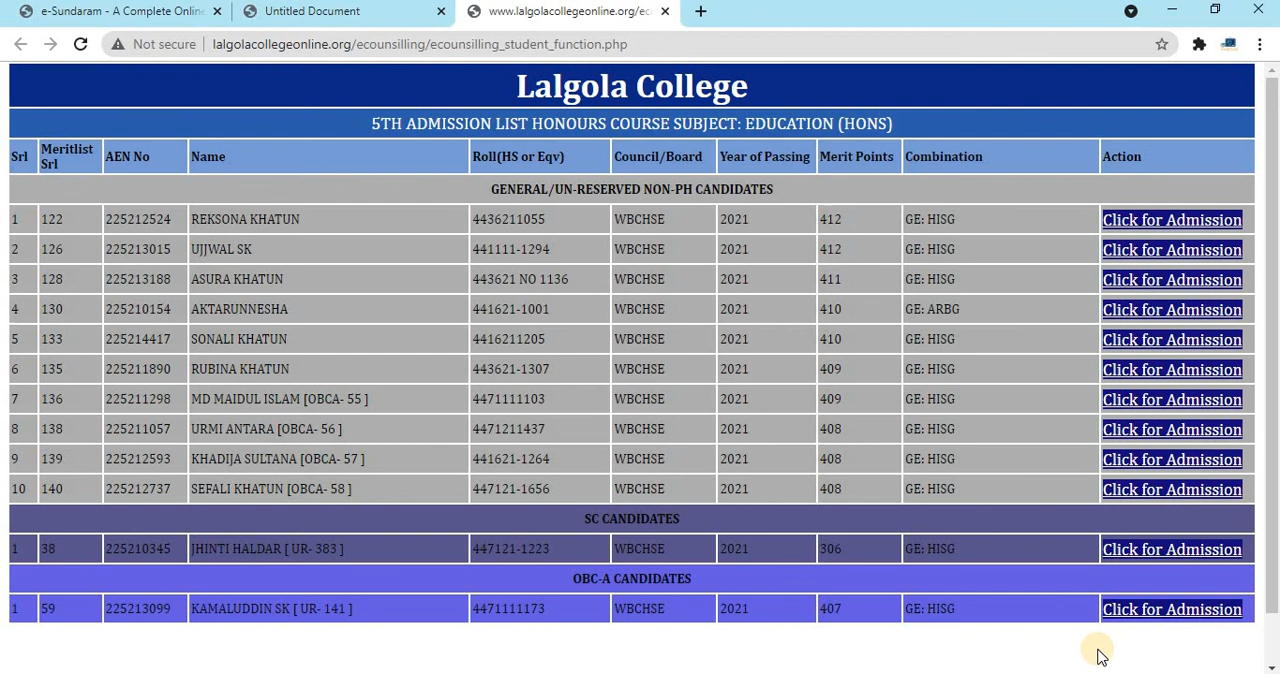 e-Sundaram - A Complete Online
Untitled Document
www.lalgolacollegeonline.org/ec
Not secure lalgolacollegeonline.org/ecounsilling/ecounsilling_student_function.php
Lalgola College
5TH ADMISSION LIST HONOURS COURSE SUBJECT: EDUCATION (HONS)
Srl Meritlist Srl AEN No Name Roll(HS or Eqv) Council/Board Year of Passing Merit Points Combination Action
GENERAL/UN-RESERVED NON-PH CANDIDATES
1 122 225212524 REKSONA KHATUN 4436211055 WBCHSE 2021 412 GE: HISG Click for Admission
2 126 225213015 UJJWAL SK 441111-1294 WBCHSE 2021 412 GE: HISG Click for Admission
3 128 225213188 ASURA KHATUN 443621 NO 1136 WBCHSE 2021 411 GE: HISG Click for Admission
4 130 225210154 AKTARUNNESHA 441621-1001 WBCHSE 2021 410 GE: ARBG Click for Admission
5 133 225214417 SONALI KHATUN 4416211205 WBCHSE 2021 410 GE: HISG Click for Admission
6 135 225211890 RUBINA KHATUN 443621-1307 WBCHSE 2021 409 GE: HISG Click for Admission
7 136 225211298 MD MAIDUL ISLAM [OBCA- 55 ] 4471111103 WBCHSE 2021 409 GE: HISG Click for Admission
8 138 225211057 URMI ANTARA [OBCA- 56 ] 4471211437 WBCHSE 2021 408 GE: HISG Click for Admission
9 139 225212593 KHADIJA SULTANA [OBCA- 57 ] 441621-1264 WBCHSE 2021 408 GE: HISG Click for Admission
10 140 225212737 SEFALI KHATUN [OBCA- 58 ] 447121-1656 WBCHSE 2021 408 GE: HISG Click for Admission
SC CANDIDATES
1 38 225210345 JHINTI HALDAR [ UR- 383 ] 447121-1223 WBCHSE 2021 306 GE: HISG Click for Admission
OBC-A CANDIDATES
1 59 225213099 KAMALUDDIN SK [ UR- 141 ] 4471111173 WBCHSE 2021 407 GE: HISG Click for Admission